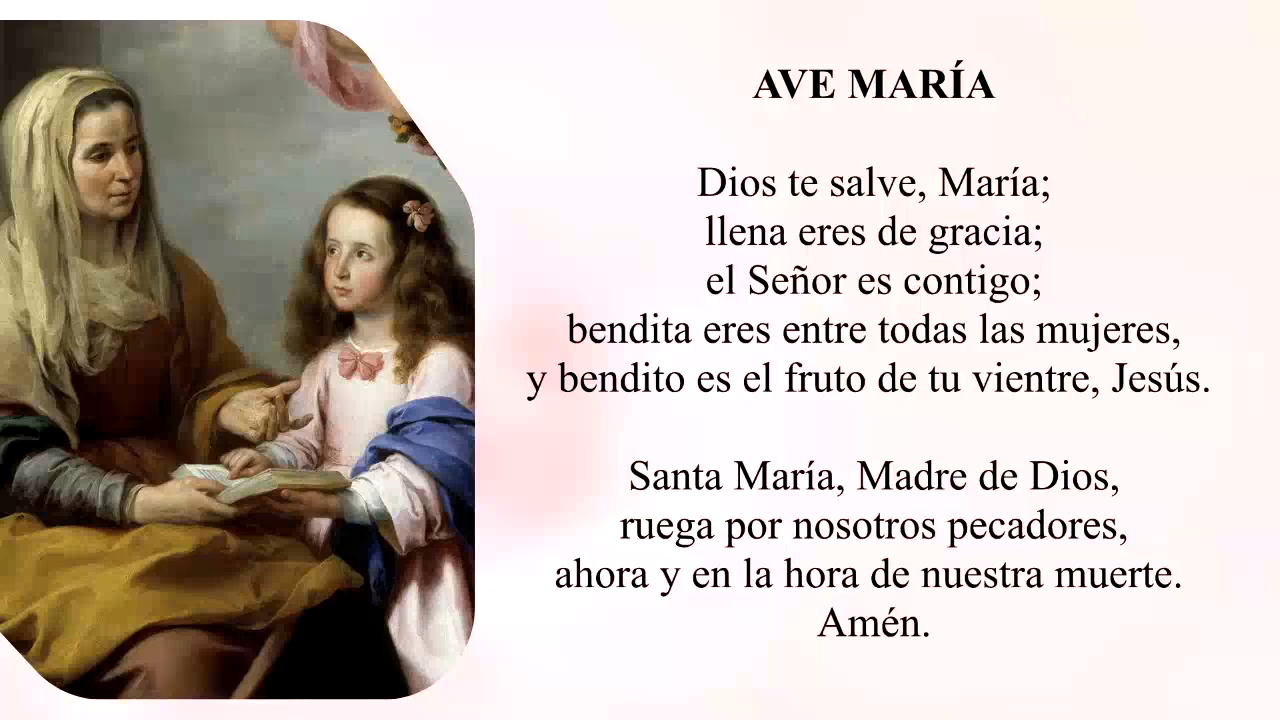 AVE MARÍA
Dios te salve, María;
llena eres de gracia;
el Señor es contigo;
bendita eres entre todas las mujeres,
y bendito es el fruto de tu vientre, Jesús.
Santa María, Madre de Dios,
ruega por nosotros pecadores,
ahora y en la hora de nuestra muerte.
Amén.